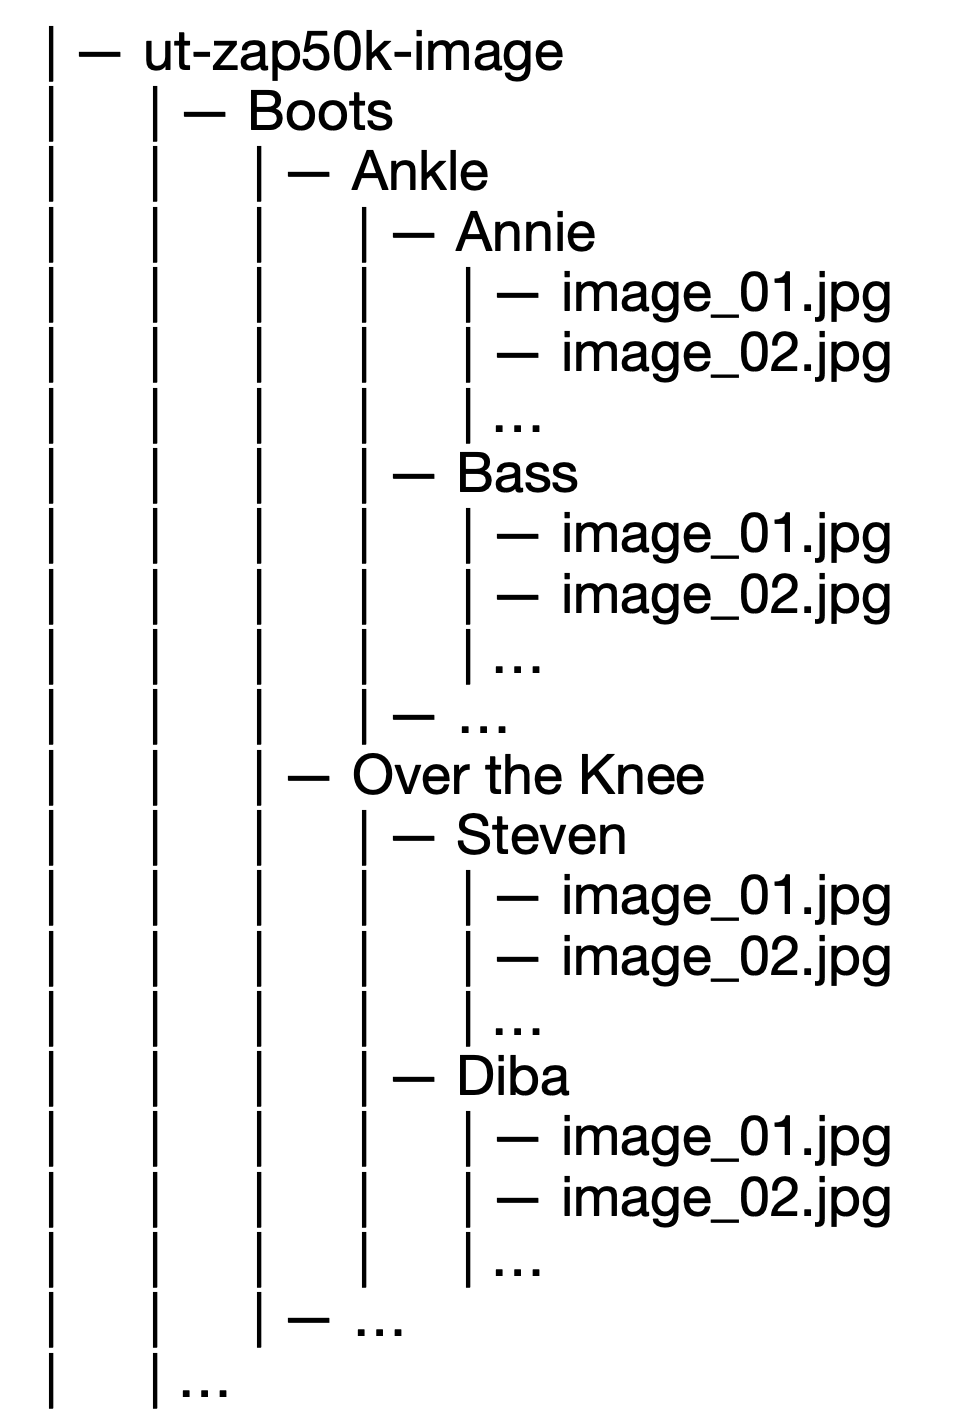 |— ut-zap50k-image
| |— Boots
| | |— Ankle
| | | |— Annie
| | | | |— image_01.jpg
| | | | |— image_02.jpg
| | | | |...
| | | |— Bass
| | | | |— image_01.jpg
| | | | |— image_02.jpg
| | | | |...
| | | |— ...
| | |— Over the Knee
| | | |— Steven
| | | | |— image_01.jpg
| | | | |— image_02.jpg
| | | | |...
| | | |— Diba
| | | | |— image_01.jpg
| | | | |— image_02.jpg
| | | | |...
| | |— ...
| |...